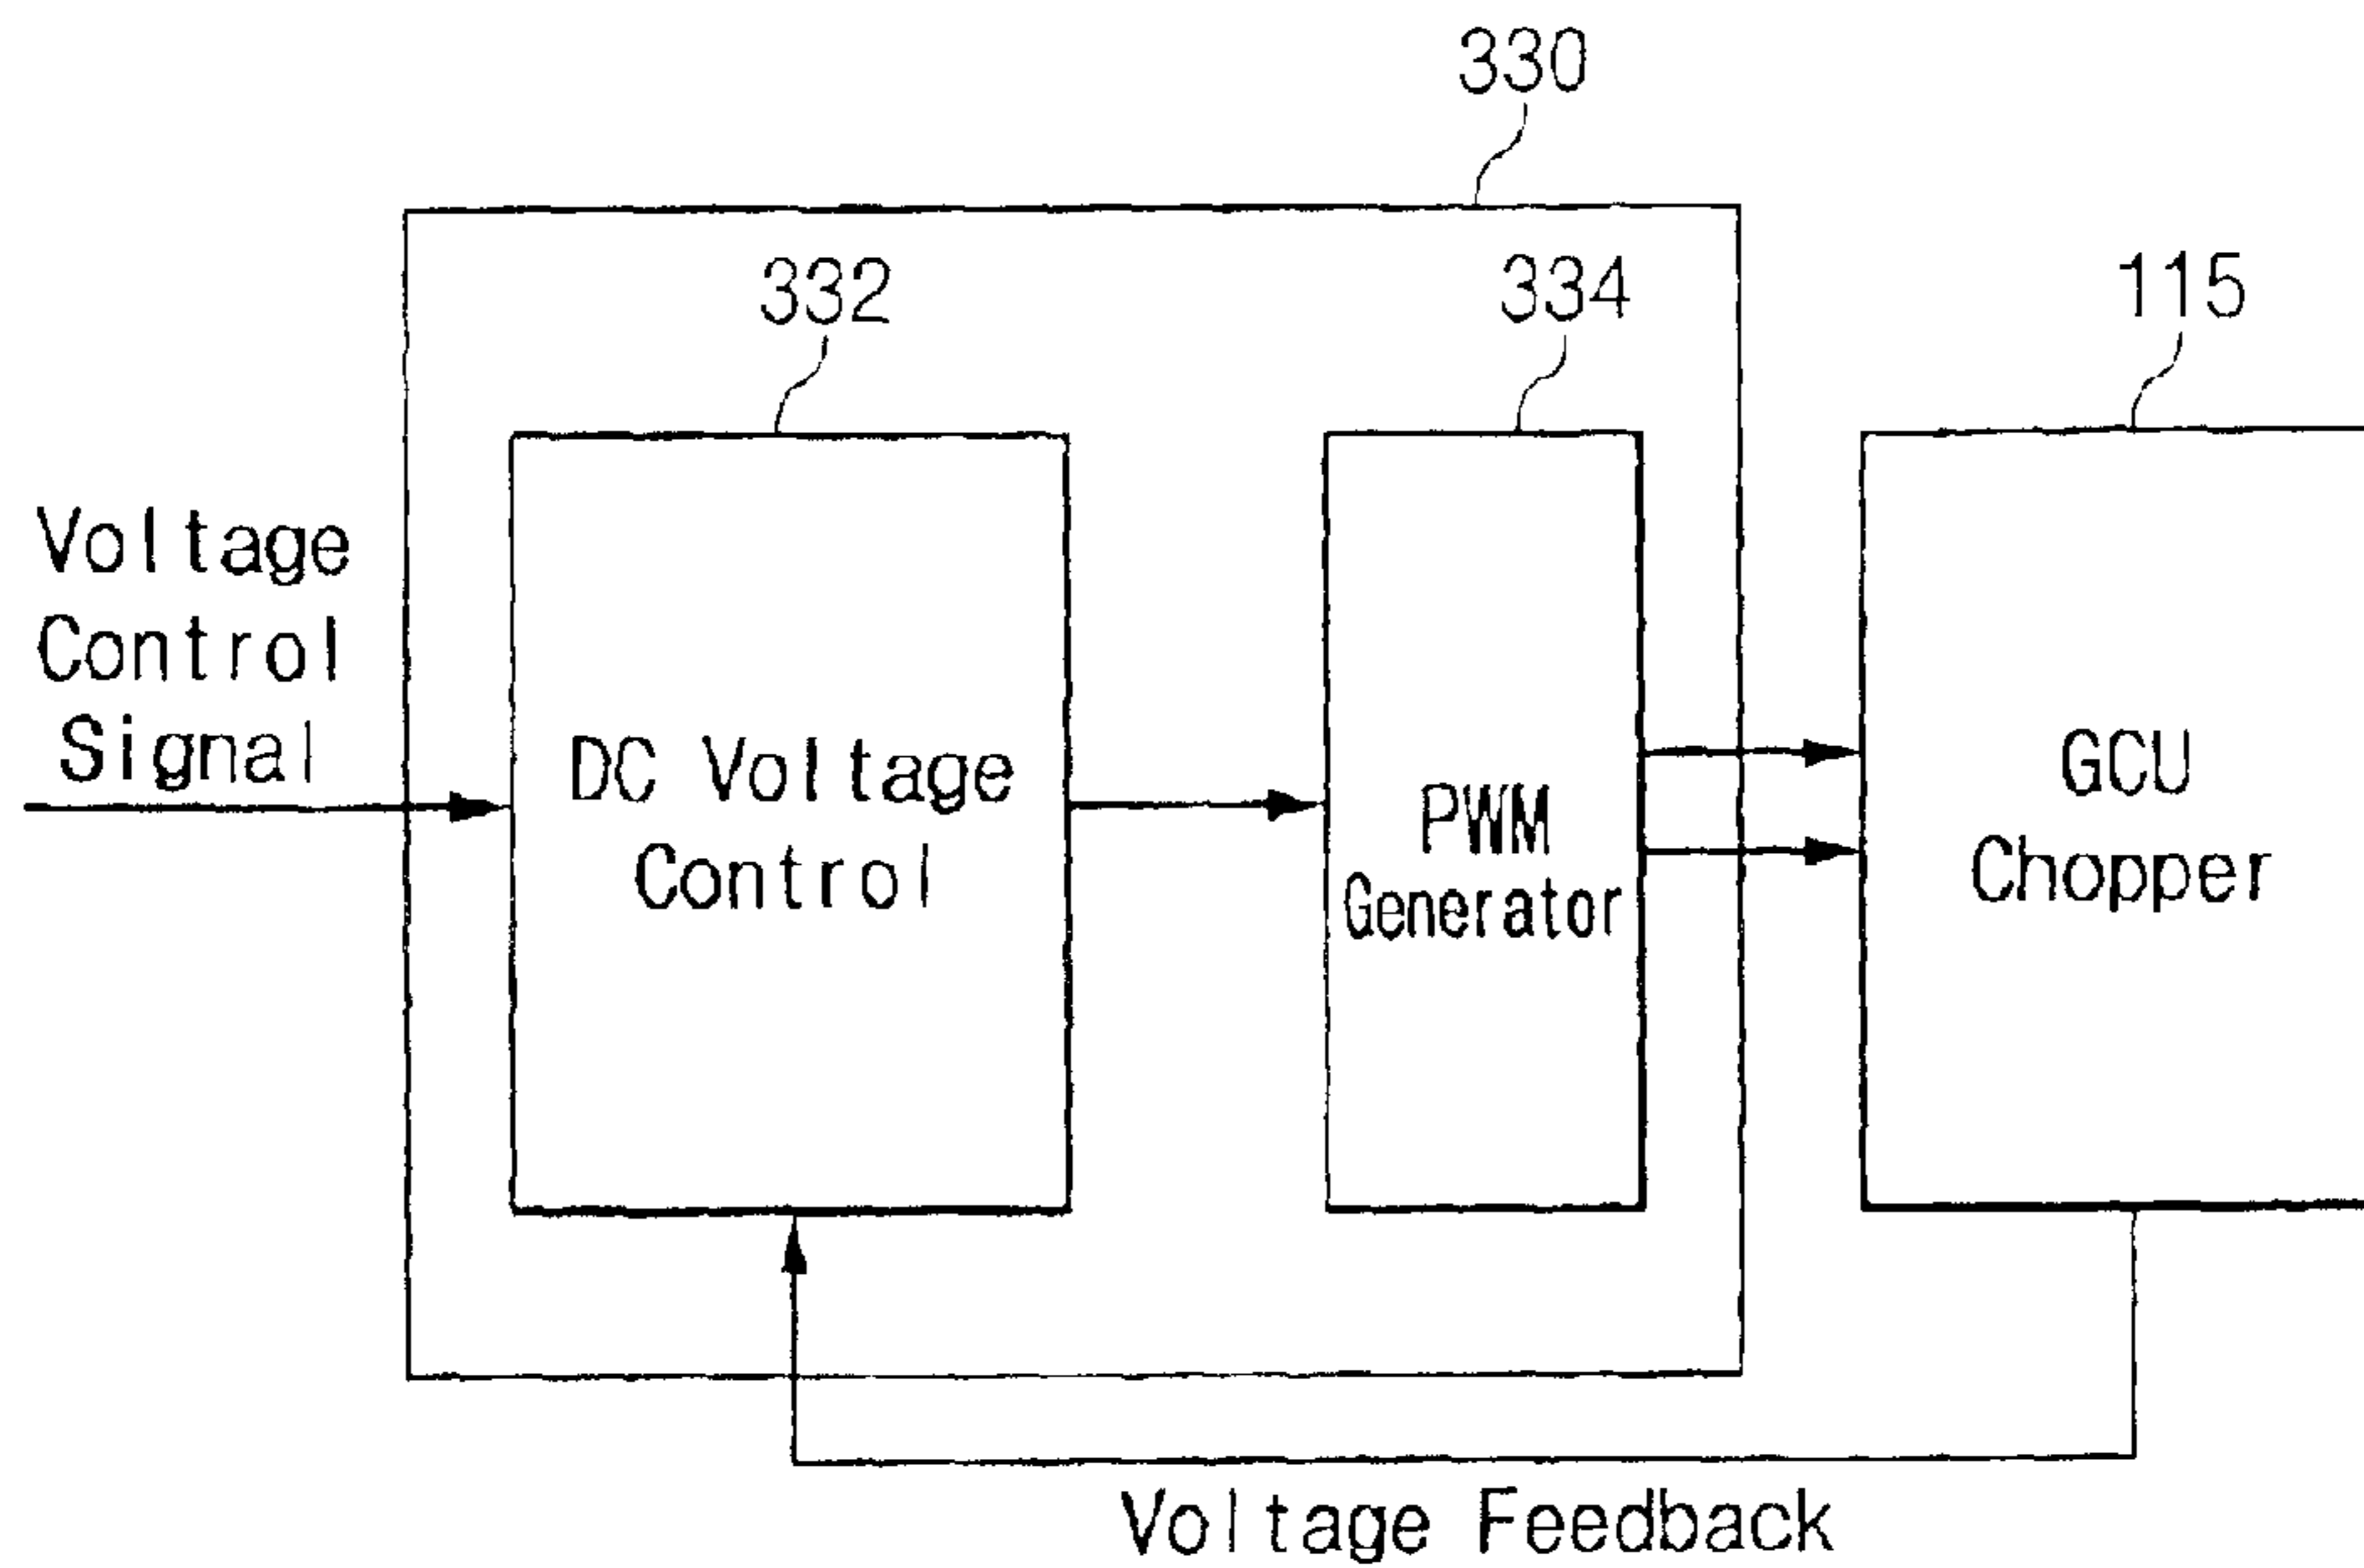 330
332
334
115
Voltage
Control
Signal
DC Voltage
Control
PWM
Generator
GCU
Chopper
Voltage Feedback